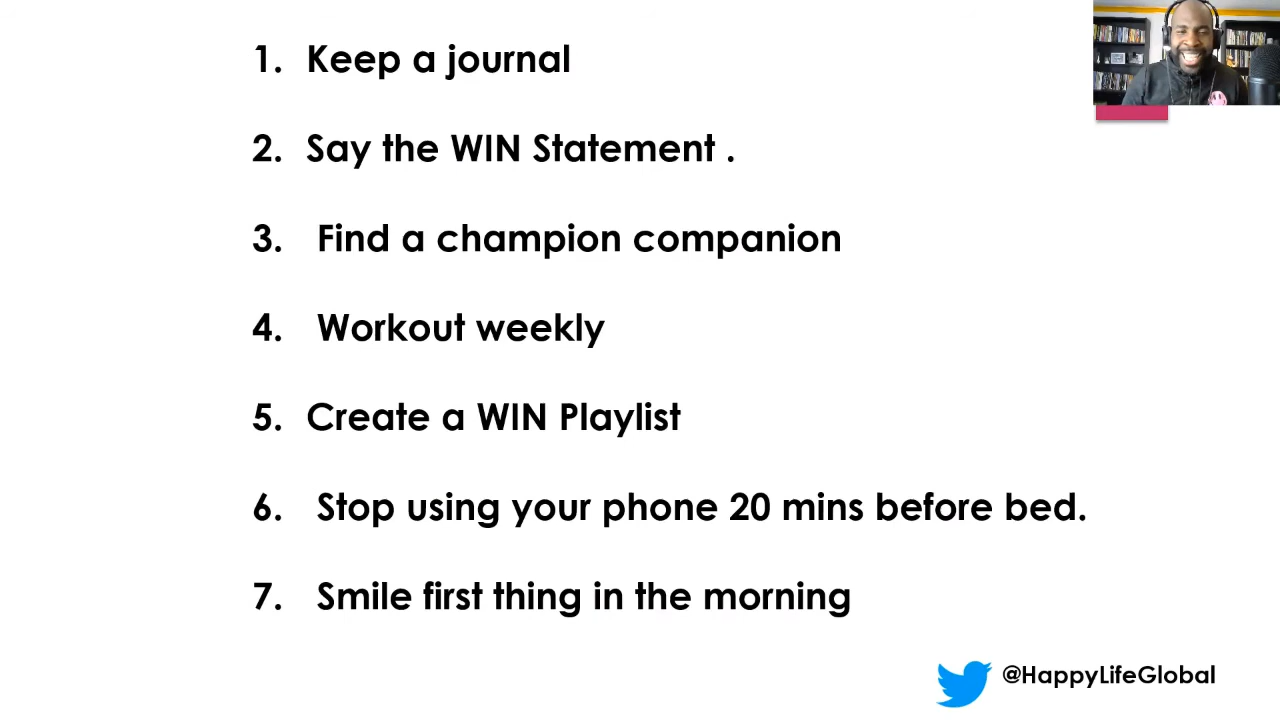 1. Keep a journal
2. Say the WIN Statement .
3. Find a champion companion
4. Workout weekly
5. Create a WIN Playlist
6. Stop using your phone 20 mins before bed.
7. Smile first thing in the morning
@HappyLifeGlobal